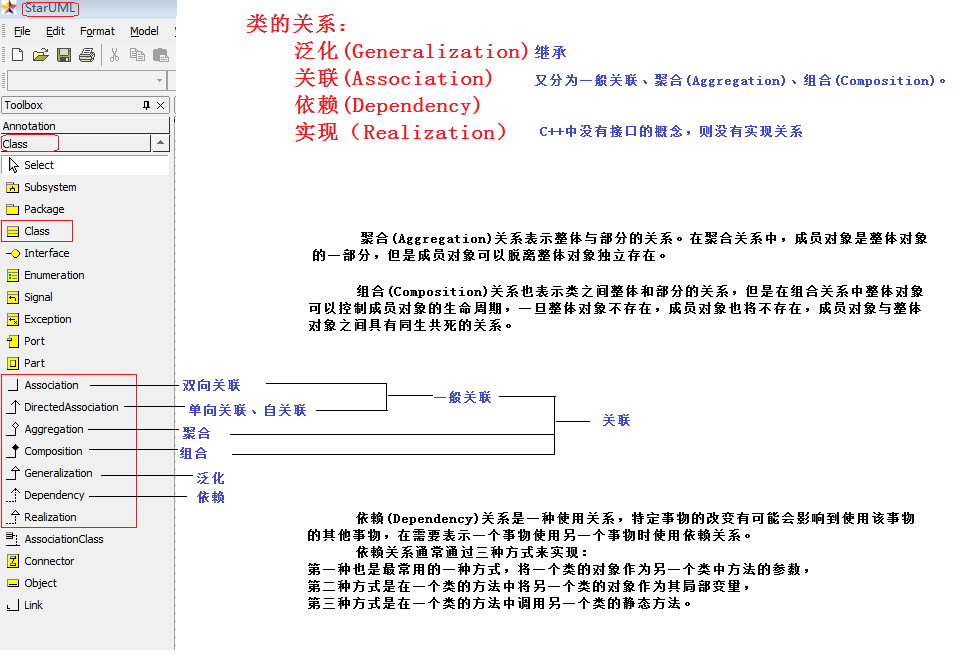 StarUML
File Edit Format Model
Toolbox
Annotation
Class
Select
Subsystem
Package
Class
Interface
Enumeration
Signal
Exception
Port
Part
Association
DirectedAssociation
Aggregation
Composition
Generalization
Dependency
Realization
AssociationClass
Connector
Object
Link
类的关系：
泛化(Generalization)继承
关联(Association) 又分为一般关联、聚合(Aggregation)、组合(Composition)。
依赖(Dependency)
实现（Realization） C++中没有接口的概念，则没有实现关系
聚合(Aggregation)关系表示整体与部分的关系。在聚合关系中，成员对象是整体对象
的一部分，但是成员对象可以脱离整体对象独立存在。
组合(Composition)关系也表示类之间整体和部分的关系，但是在组合关系中整体对象
可以控制成员对象的生命周期，一旦整体对象不存在，成员对象也将不存在，成员对象与整体
对象之间具有同生共死的关系。
双向关联
一般关联
单向关联、自关联
关联
聚合
组合
泛化
依赖
依赖(Dependency)关系是一种使用关系，特定事物的改变有可能会影响到使用该事物
的其他事物，在需要表示一个事物使用另一个事物时使用依赖关系。
依赖关系通常通过三种方式来实现：
第一种也是最常用的一种方式，将一个类的对象作为另一个类中方法的参数，
第二种方式是在一个类的方法中将另一个类的对象作为其局部变量，
第三种方式是在一个类的方法中调用另一个类的静态方法。